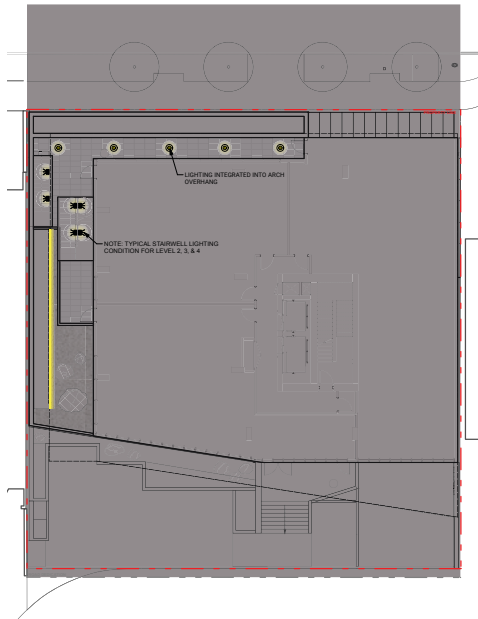 LIGHTING INTEGRATED INTO ARCH
OVERHANG
NOTE: TYPICAL STAIRWELL LIGHTING
CONDITION FOR LEVEL 2, 3, & 4